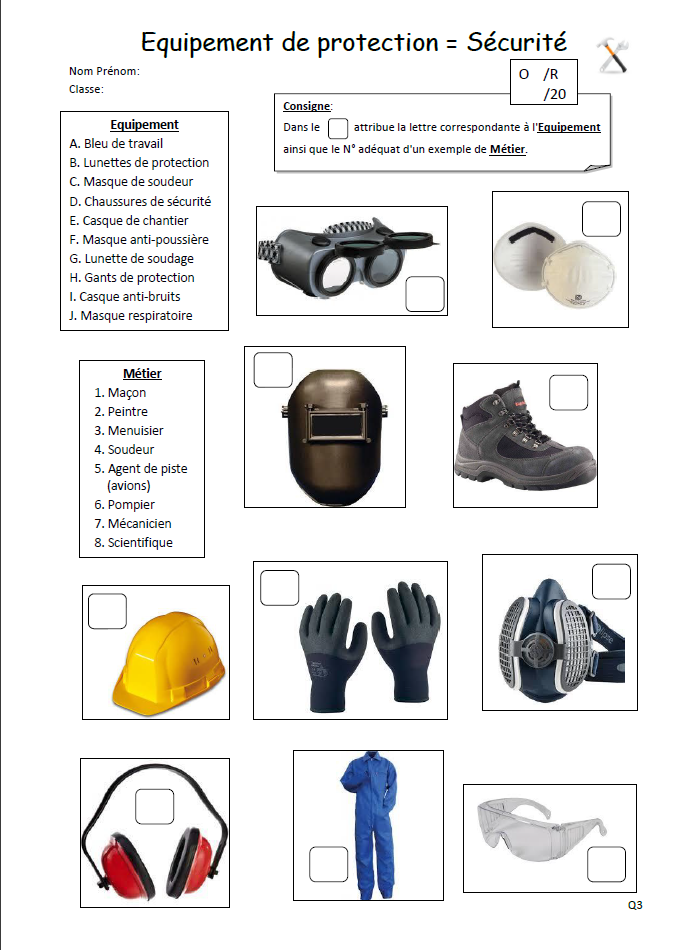 Equipement de protection = Sécurité
Nom Prénom:
Classe:
O /R
/20
Consigne:
Dans le attribue la lettre correspondante à l'Equipement
ainsi que le N° adéquat d'un exemple de Métier.
Equipement
A. Bleu de travail
B. Lunettes de protection
C. Masque de soudeur
D. Chaussures de sécurité
E. Casque de chantier
F. Masque anti-poussière
G. Lunette de soudage
H. Gants de protection
I. Casque anti-bruits
J. Masque respiratoire
Métier
1. Maçon
2. Peintre
3. Menuisier
4. Soudeur
5. Agent de piste
(avions)
6. Pompier
7. Mécanicien
8. Scientifique
Q3